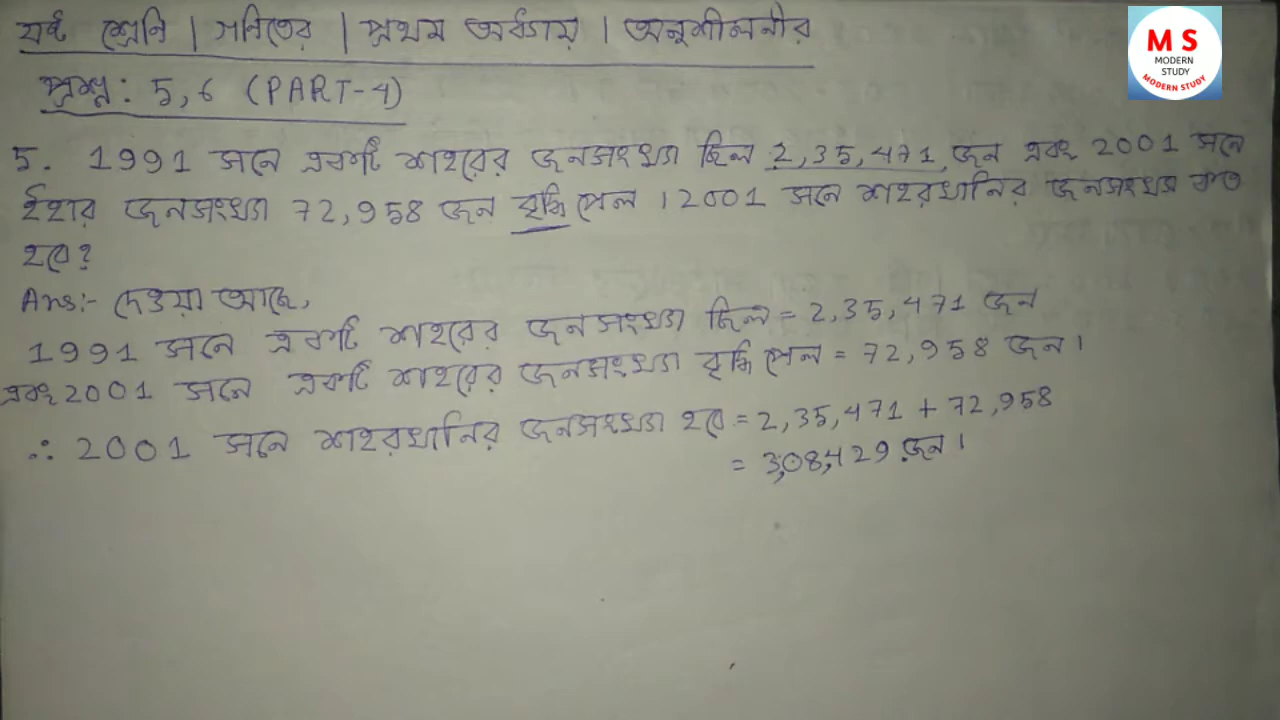 ষষ্ঠ শ্রেনি | গনিতের | প্রথম অধ্যায় | অনুশীলনীর
প্রশ্ন: 5,6 (PART-4)
5. 1991 সনে একটি শহরের জনসংখ্যা ছিল 2,35,471 জন এবং 2001 সনে
ইহার জনসংখ্যা 72,958 জন বৃদ্ধি পেল। 2001 সনে শহরখানির জনসংখ্যা কত
হবে?
Ans:- দেওয়া আছে,
1991 সনে একটি শহরের জনসংখ্যা ছিল = 2,35,471 জন
এবং 2001 সনে একটি শহরের জনসংখ্যা বৃদ্ধি পেল = 72,958 জন।
∴ 2001 সনে শহরখানির জনসংখ্যা হবে = 2,35,471 + 72,958
= 3,08,429 জন।
M S
MODERN
STUDY
MODERN STUDY